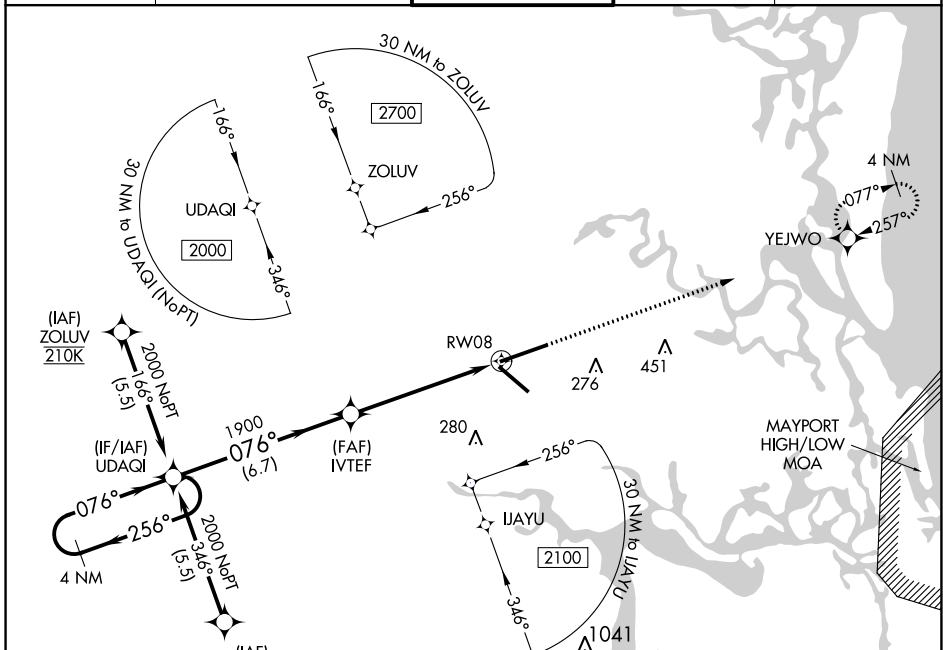 30 NM to ZOLUV
166°
2700
ZOLUV
256°
166°
UDAQI
30 NM to UDAQI (NoPT)
2000
346°
4 NM
077°
257°
YEJWO
(IAF)
ZOLUV
210K
2000 NoPT
166°
(5.5)
RW08
276
451
1900
076°
(6.7)
(FAF)
IVTEF
280
MAYPORT
HIGH/LOW
MOA
(IF/IAF)
UDAQI
076°
256°
4 NM
2000 NoPT
346°
(5.5)
256°
30 NM to IJAYU
IJAYU
2100
346°
1041
(IAF)